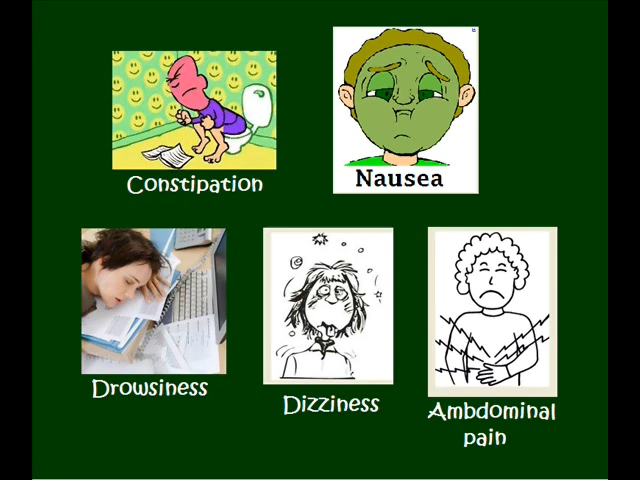 Constipation
Nausea
Drowsiness
Dizziness
Ambdominal
pain